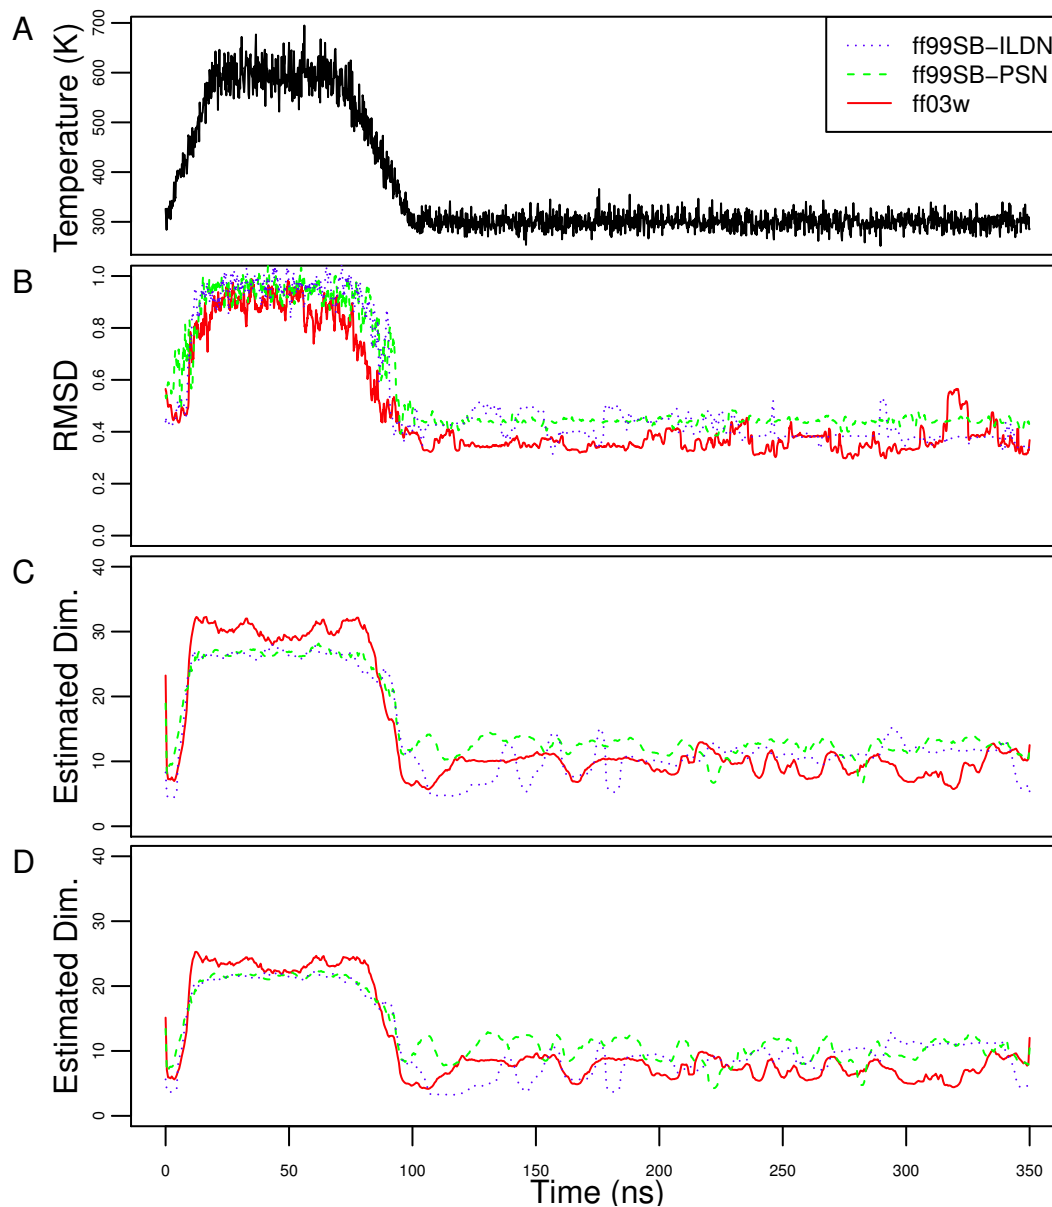 A
Temperature (K)
300 400 500 600 700
ff99SB−ILDN
ff99SB−PSN
ff03w
B
RMSD
0.0 0.2 0.4 0.6 0.8 1.0
C
Estimated Dim.
0 10 20 30 40
D
Estimated Dim.
0 10 20 30 40
0 50 100 150 200 250 300 350
Time (ns)